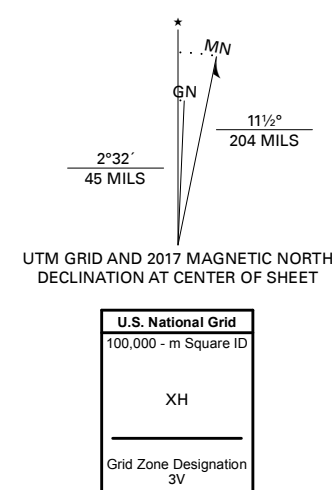 ★
MN
GN
11½°
204 MILS
2°32´
45 MILS
UTM GRID AND 2017 MAGNETIC NORTH
DECLINATION AT CENTER OF SHEET
U.S. National Grid
100,000 - m Square ID
XH
Grid Zone Designation
3V